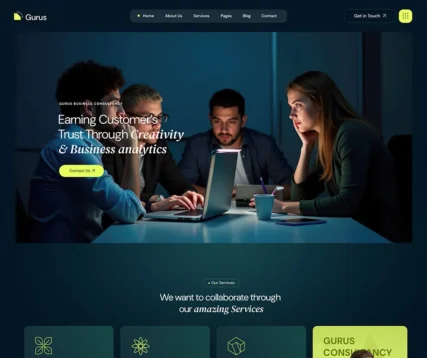 Gurus
Home About Us Services Pages Blog Contact
Get in Touch
GURUS BUSINESS CONSULTANCY
Earning Customer's
Trust Through Creativity
& Business analytics
Contact Us
Our Services
We want to collaborate through
our amazing Services
GURUS
CONSULTANCY